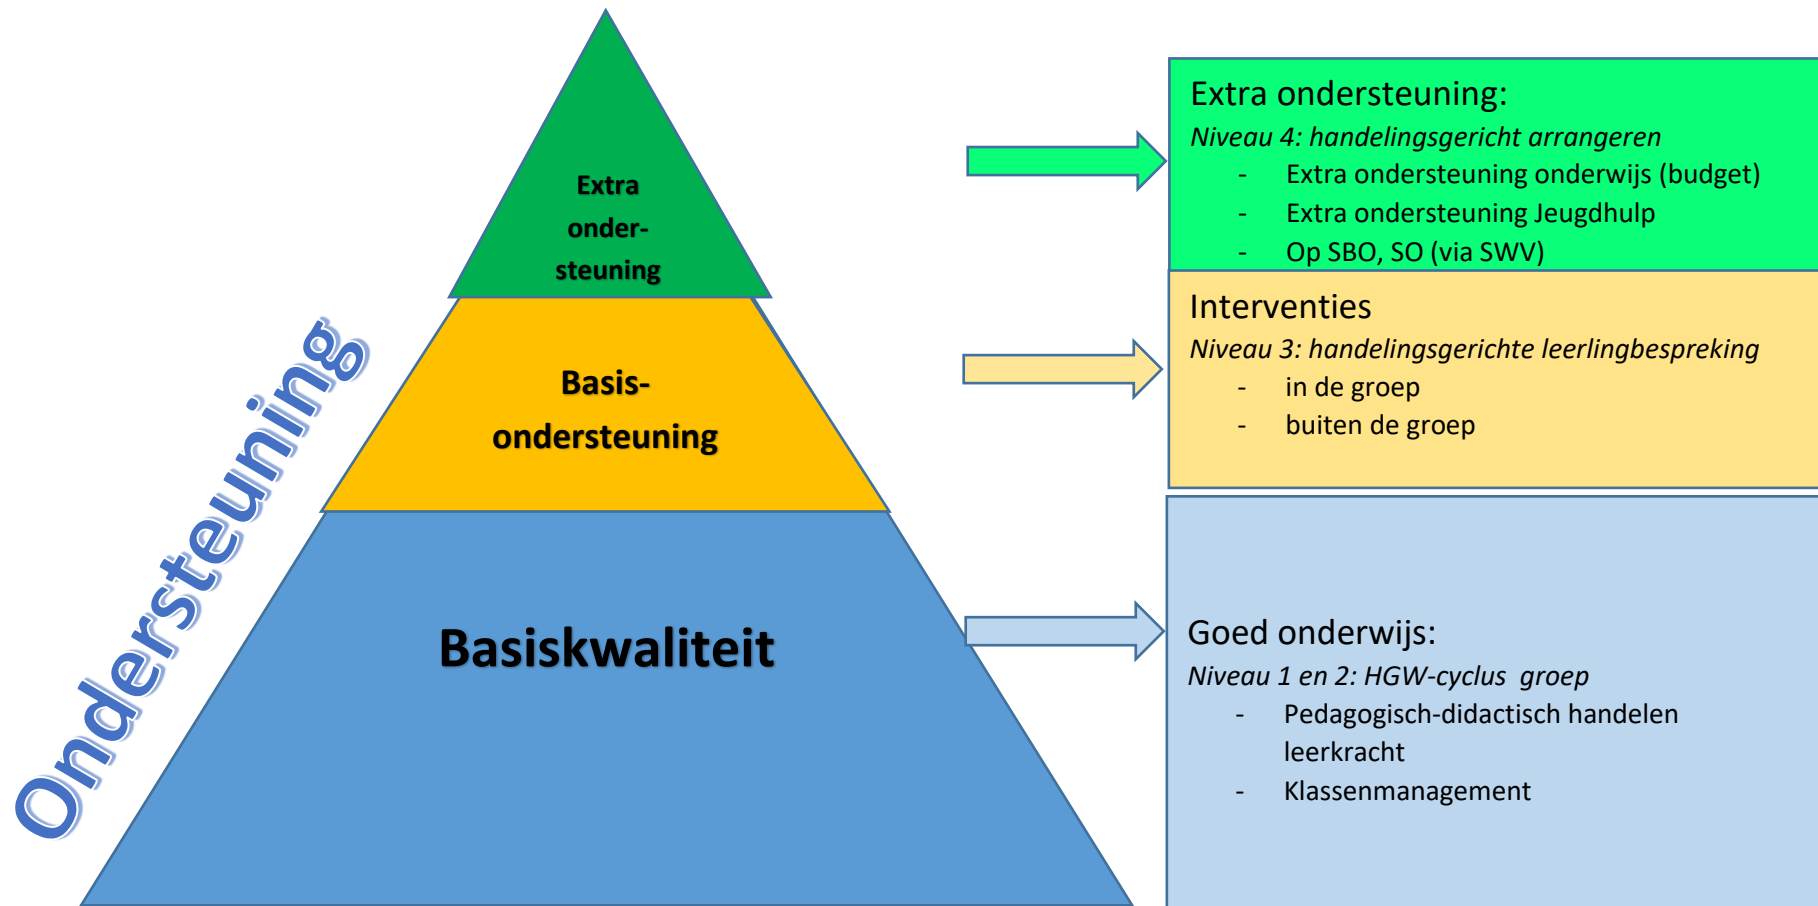 Ondersteuning
Extra
onder-
steuning
Basis-
ondersteuning
Basiskwaliteit
Extra ondersteuning:
Niveau 4: handelingsgericht arrangeren
- Extra ondersteuning onderwijs (budget)
- Extra ondersteuning Jeugdhulp
- Op SBO, SO (via SWV)
Interventies
Niveau 3: handelingsgerichte leerlingbespreking
- in de groep
- buiten de groep
Goed onderwijs:
Niveau 1 en 2: HGW-cyclus  groep
- Pedagogisch-didactisch handelen
leerkracht
- Klassenmanagement